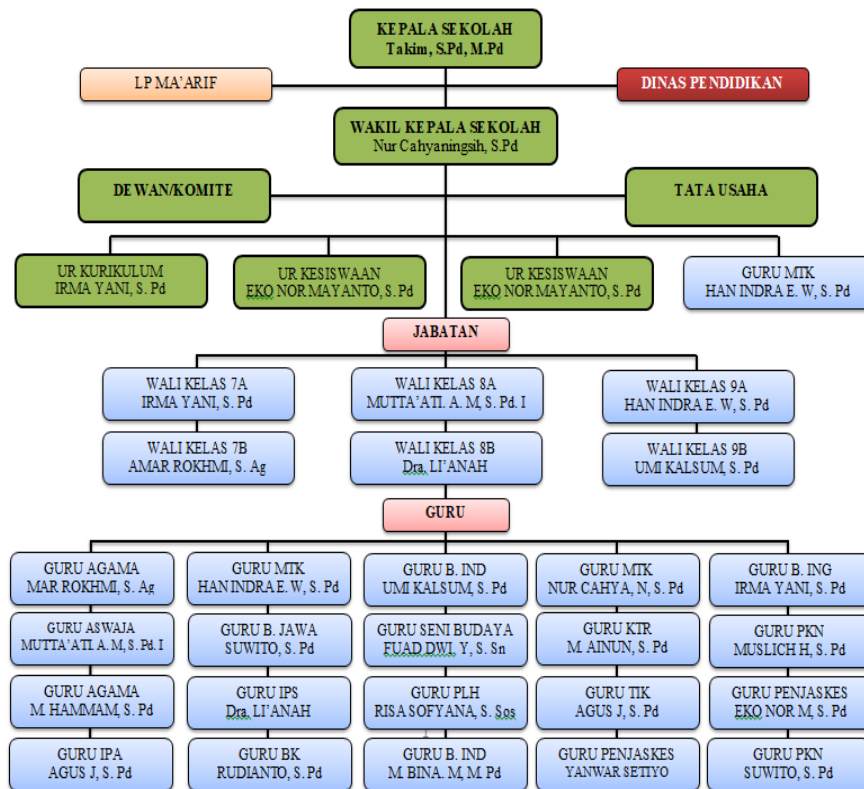 KEPALA SEKOLAH
Takim, S.Pd, M.Pd
LP MA'ARIF
DINAS PENDIDIKAN
WAKIL KEPALA SEKOLAH
Nur Cahyaningsih, S.Pd
DEWAN/KOMITE
TATA USAHA
UR KURIKULUM
IRMA YANI, S. Pd
UR KESISWAAN
EKO NOR MAYANTO, S. Pd
UR KESISWAAN
EKO NOR MAYANTO, S. Pd
GURU MTK
HAN INDRA E. W, S. Pd
JABATAN
WALI KELAS 7A
IRMA YANI, S. Pd
WALI KELAS 8A
MUTTA'ATI. A. M, S. Pd. I
WALI KELAS 9A
HAN INDRA E. W, S. Pd
WALI KELAS 7B
AMAR ROKHMI, S. Ag
WALI KELAS 8B
Dra. LI'ANAH
WALI KELAS 9B
UMI KALSUM, S. Pd
GURU
GURU AGAMA
MAR ROKHMI, S. Ag
GURU MTK
HAN INDRA E. W, S. Pd
GURU B. IND
UMI KALSUM, S. Pd
GURU MTK
NUR CAHYA, N, S. Pd
GURU B. ING
IRMA YANI, S. Pd
GURU ASWAJA
MUTTA'ATI. A. M, S. Pd. I
GURU B. JAWA
SUWITO, S. Pd
GURU SENI BUDAYA
FUAD DWI. Y, S. Sn
GURU KTR
M. AINUN, S. Pd
GURU PKN
MUSLICH H, S. Pd
GURU AGAMA
M. HAMMAM, S. Pd
GURU IPS
Dra. LI'ANAH
GURU PLH
RISA SOFYANA, S. Sos
GURU TIK
AGUS J, S. Pd
GURU PENJASKES
EKO NOR M, S. Pd
GURU IPA
AGUS J, S. Pd
GURU BK
RUDIANTO, S. Pd
GURU B. IND
M. BINA. M, M. Pd
GURU PENJASKES
YANWAR SETIYO
GURU PKN
SUWITO, S. Pd